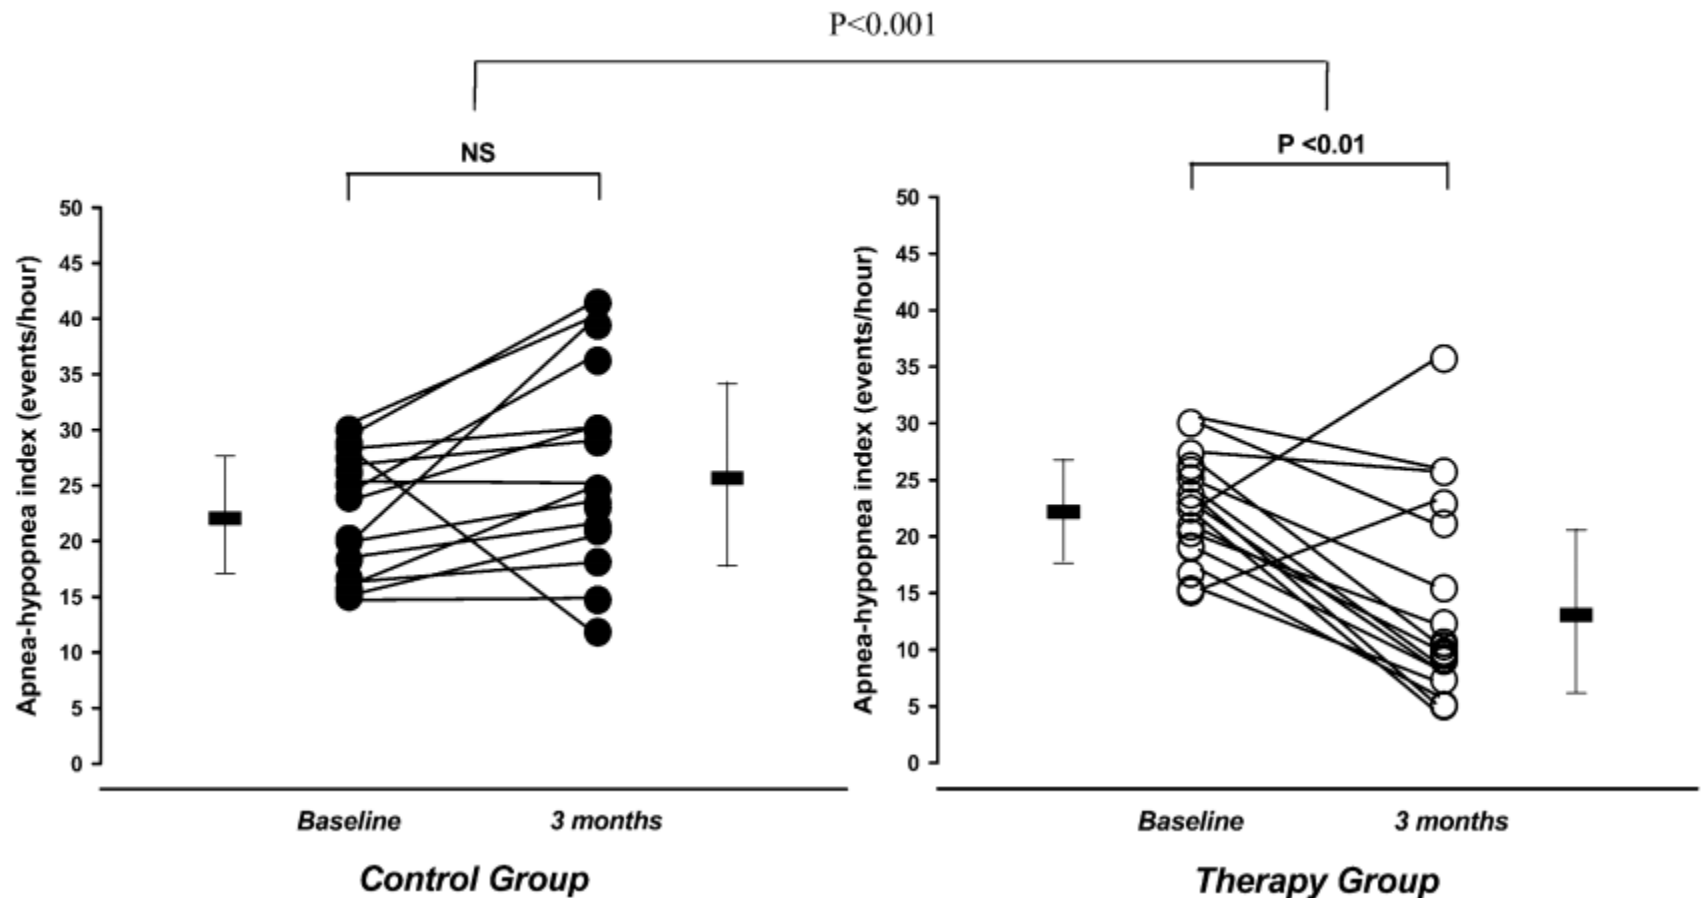 P<0.001
NS
P <0.01
Apnea-hypopnea index (events/hour)
50
45
40
35
30
25
20
15
10
5
0
Baseline
3 months
Control Group
Apnea-hypopnea index (events/hour)
50
45
40
35
30
25
20
15
10
5
0
Baseline
3 months
Therapy Group